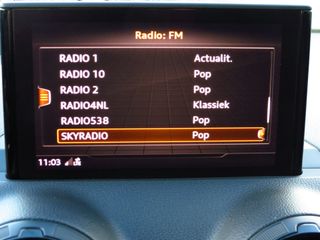 Radio: FM
RADIO 1 Actualit.
RADIO 10 Pop
RADIO 2 Pop
RADIO4NL Klassiek
RADIO538 Pop
SKYRADIO Pop
11:03